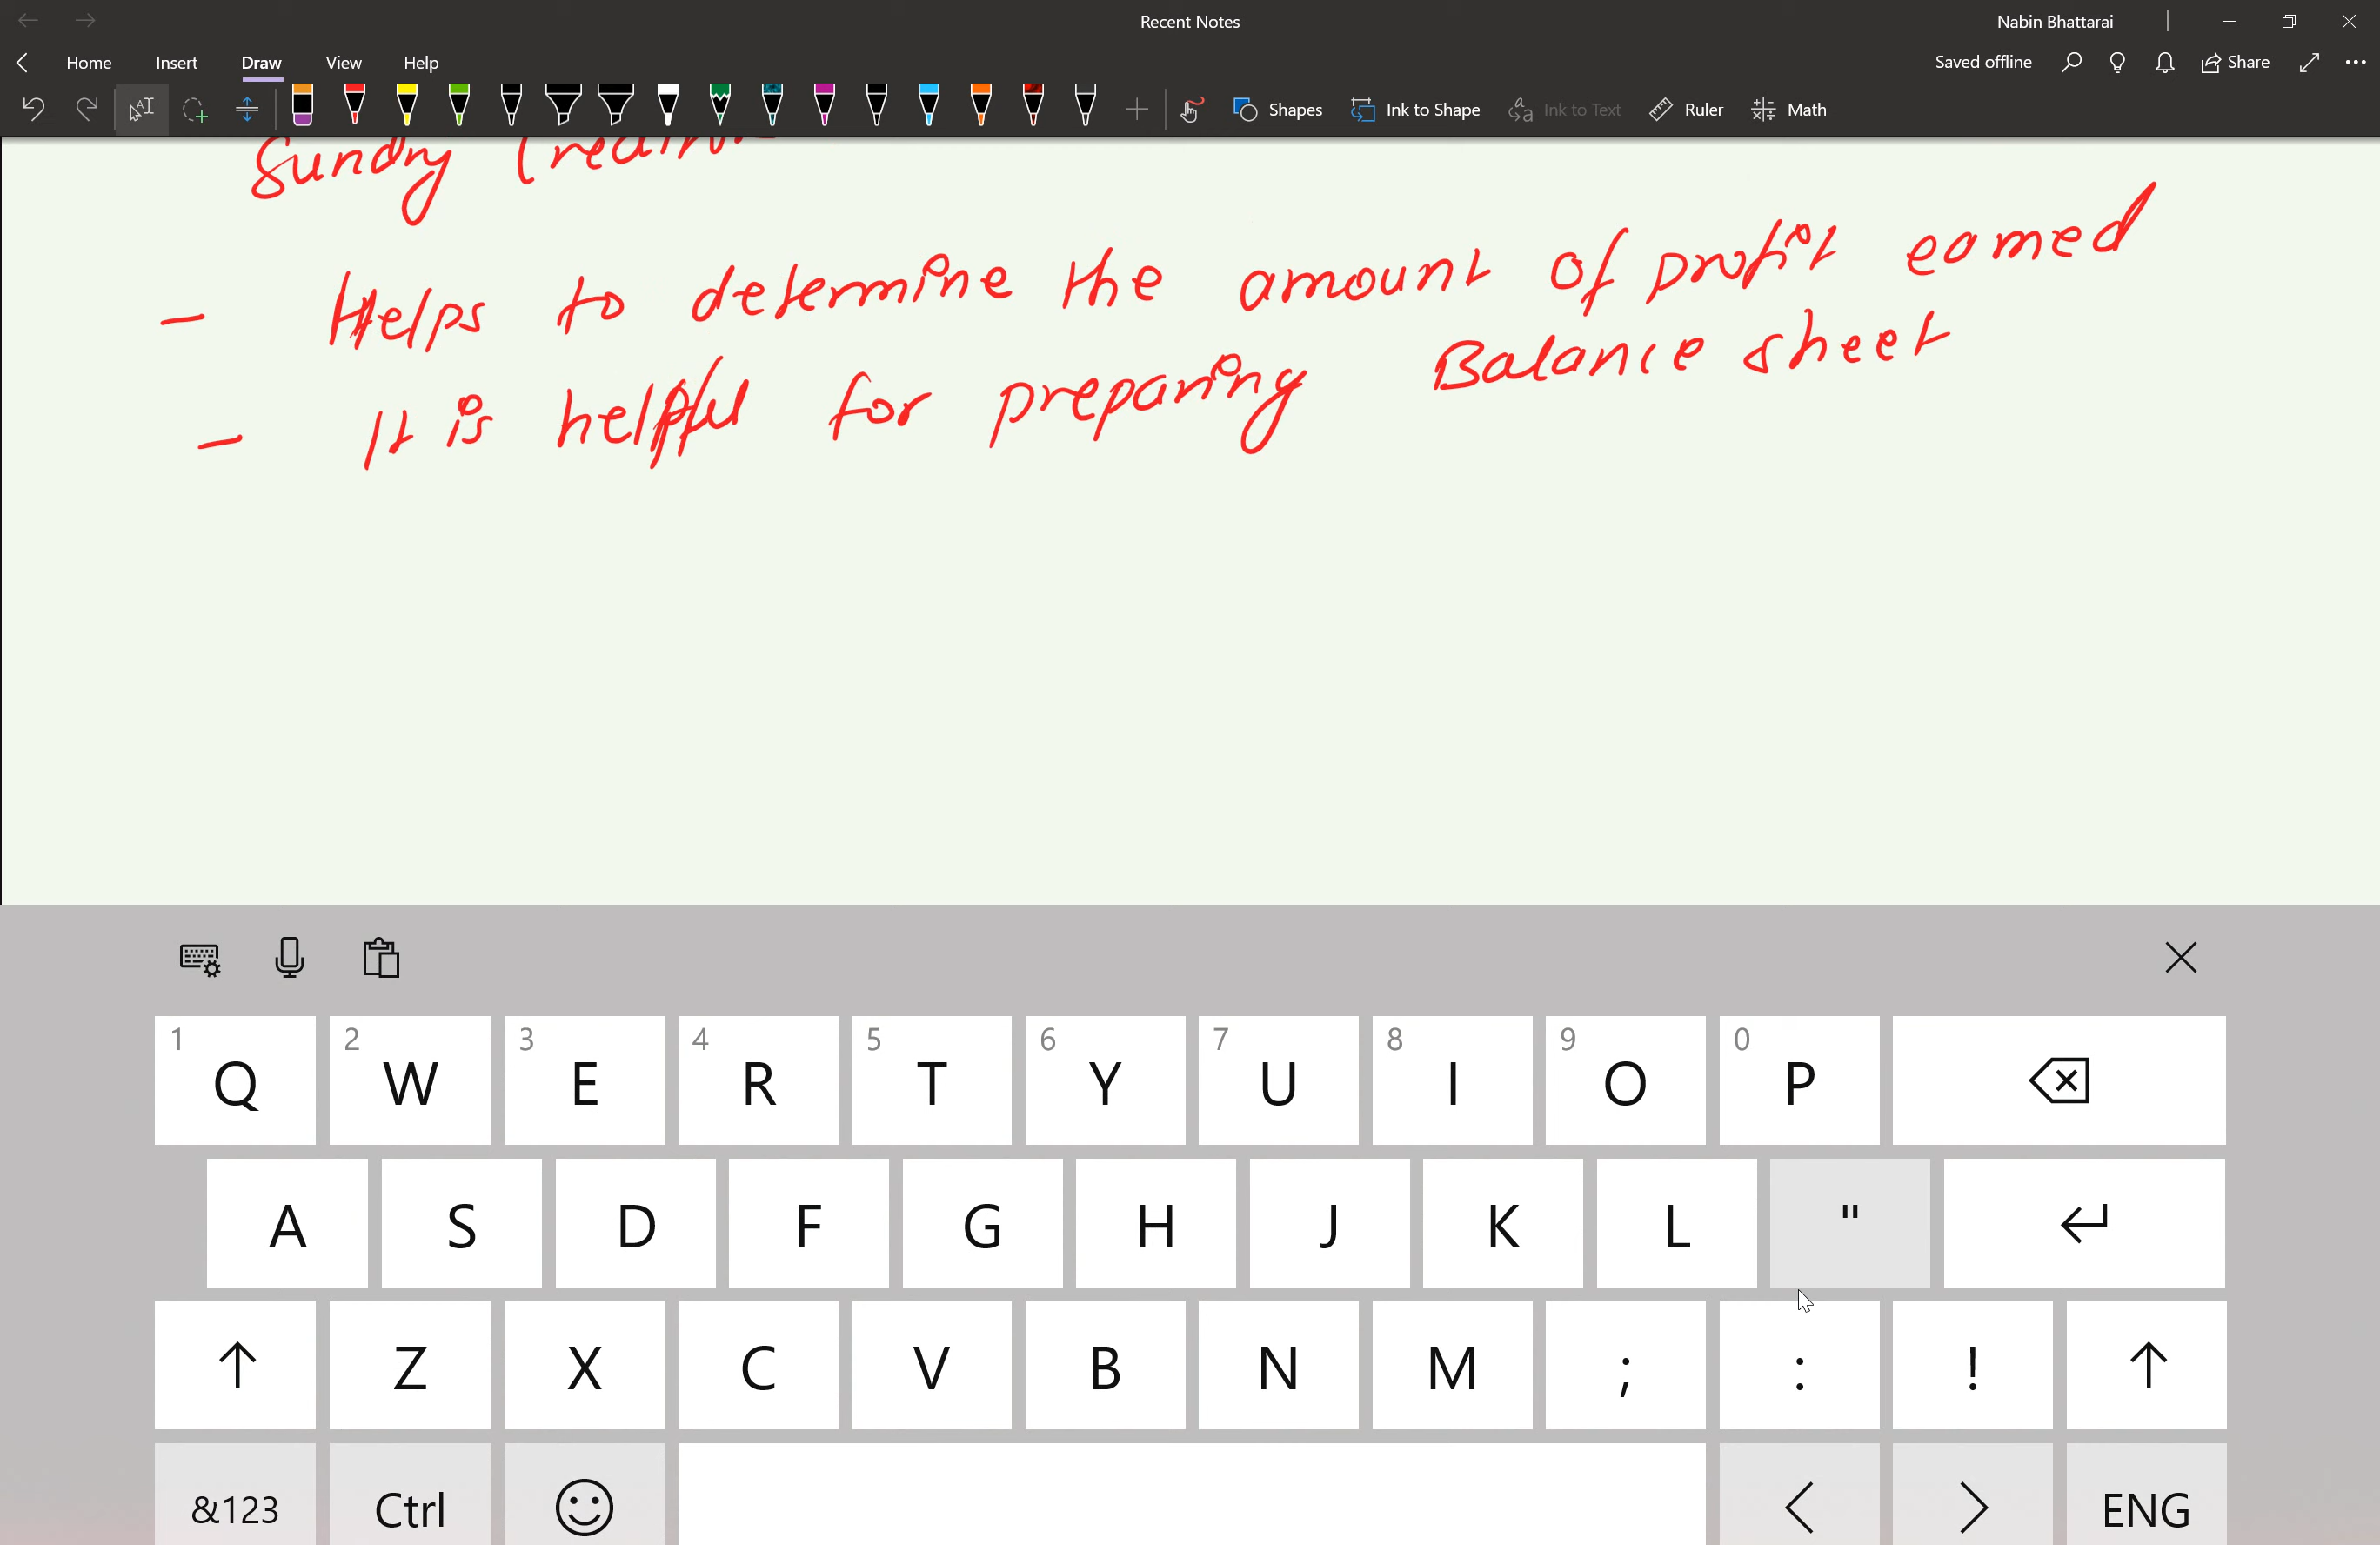 Recent Notes
Nabin Bhattarai
Home Insert Draw View Help
Saved offline
Share
Shapes Ink to Shape Ink to Text Ruler Math
Sundry
- Helps to determine the amount of profit earned
- It is helpful for preparing Balance sheet
1 2 3 4 5 6 7 8 9 0
Q W E R T Y U I O P
A S D F G H J K L "
Z X C V B N M ; : !
&123 Ctrl ENG